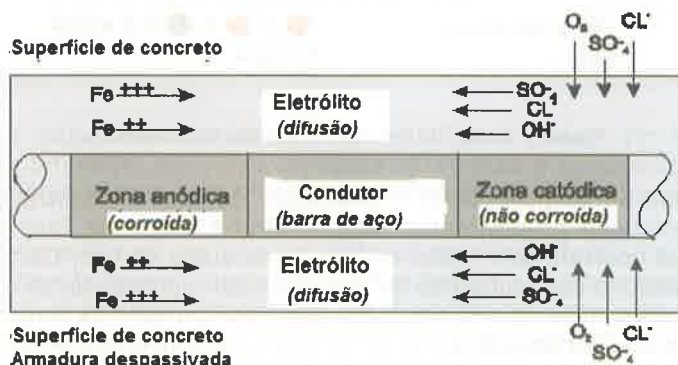 O₂ CL⁻
SO⁻₄
Superfície de concreto
Fe +++
Fe ++
Eletrólito
(difusão)
SO⁻₄
CL⁻
OH⁻
Zona anódica
(corroída)
Condutor
(barra de aço)
Zona catódica
(não corroída)
Fe ++
Fe +++
Eletrólito
(difusão)
OH⁻
CL⁻
SO⁻₄
O₂ CL⁻
SO⁻₄
Superfície de concreto
Armadura despassivada